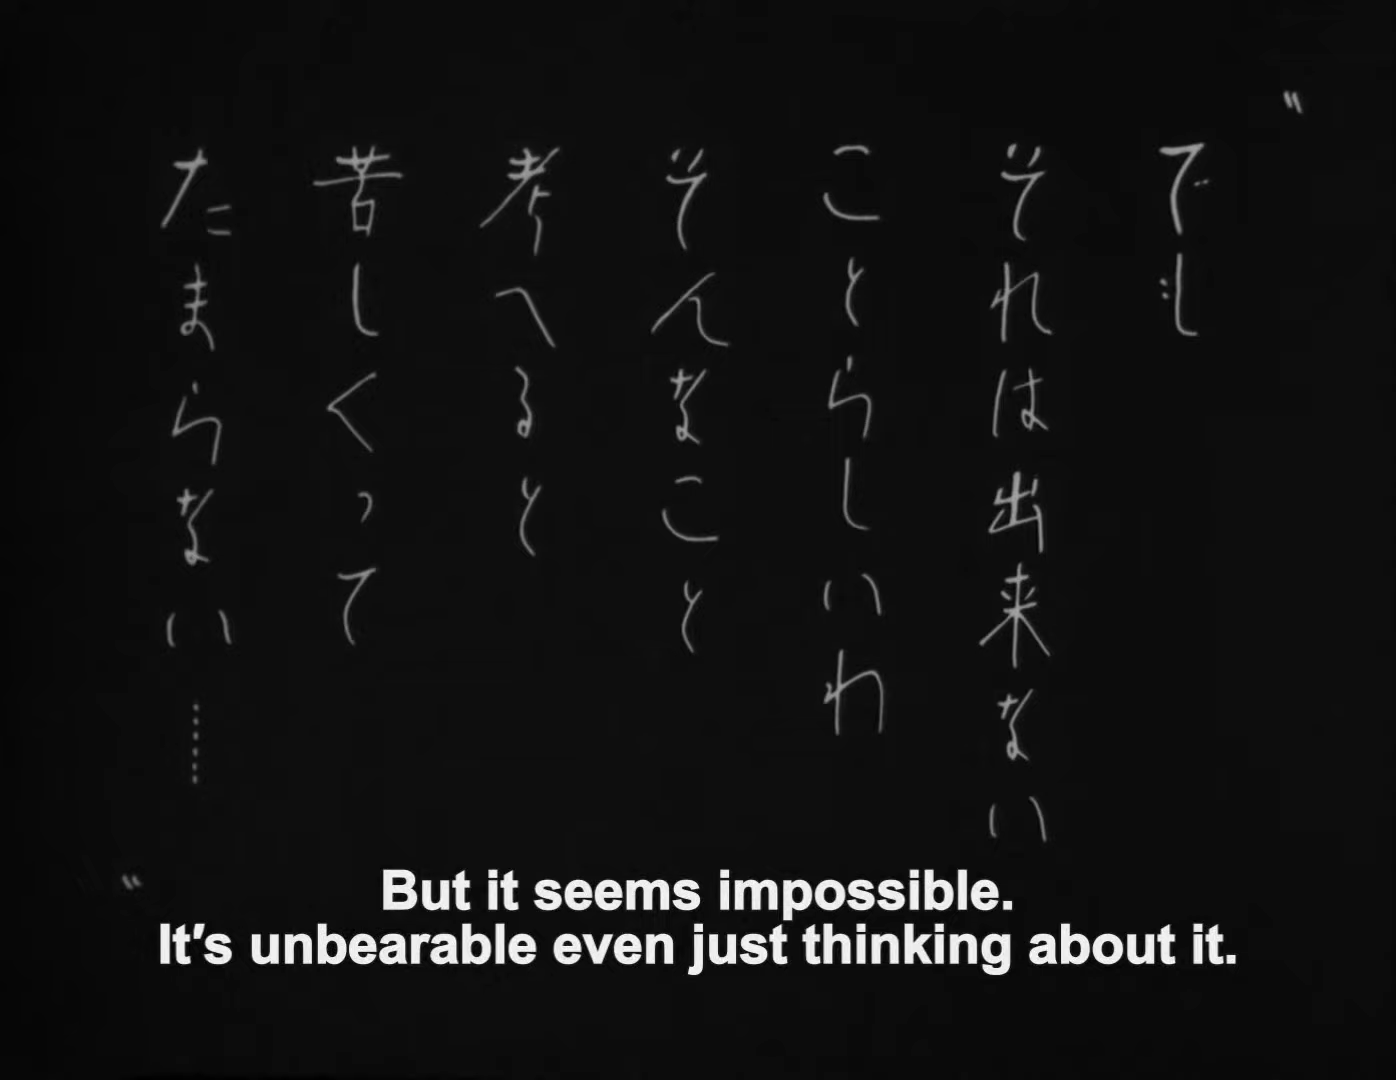 〝
でも
それは出来ない
ことらしいわ
そんなこと
考へると
苦しくって
たまらない……
〟
But it seems impossible.
It's unbearable even just thinking about it.